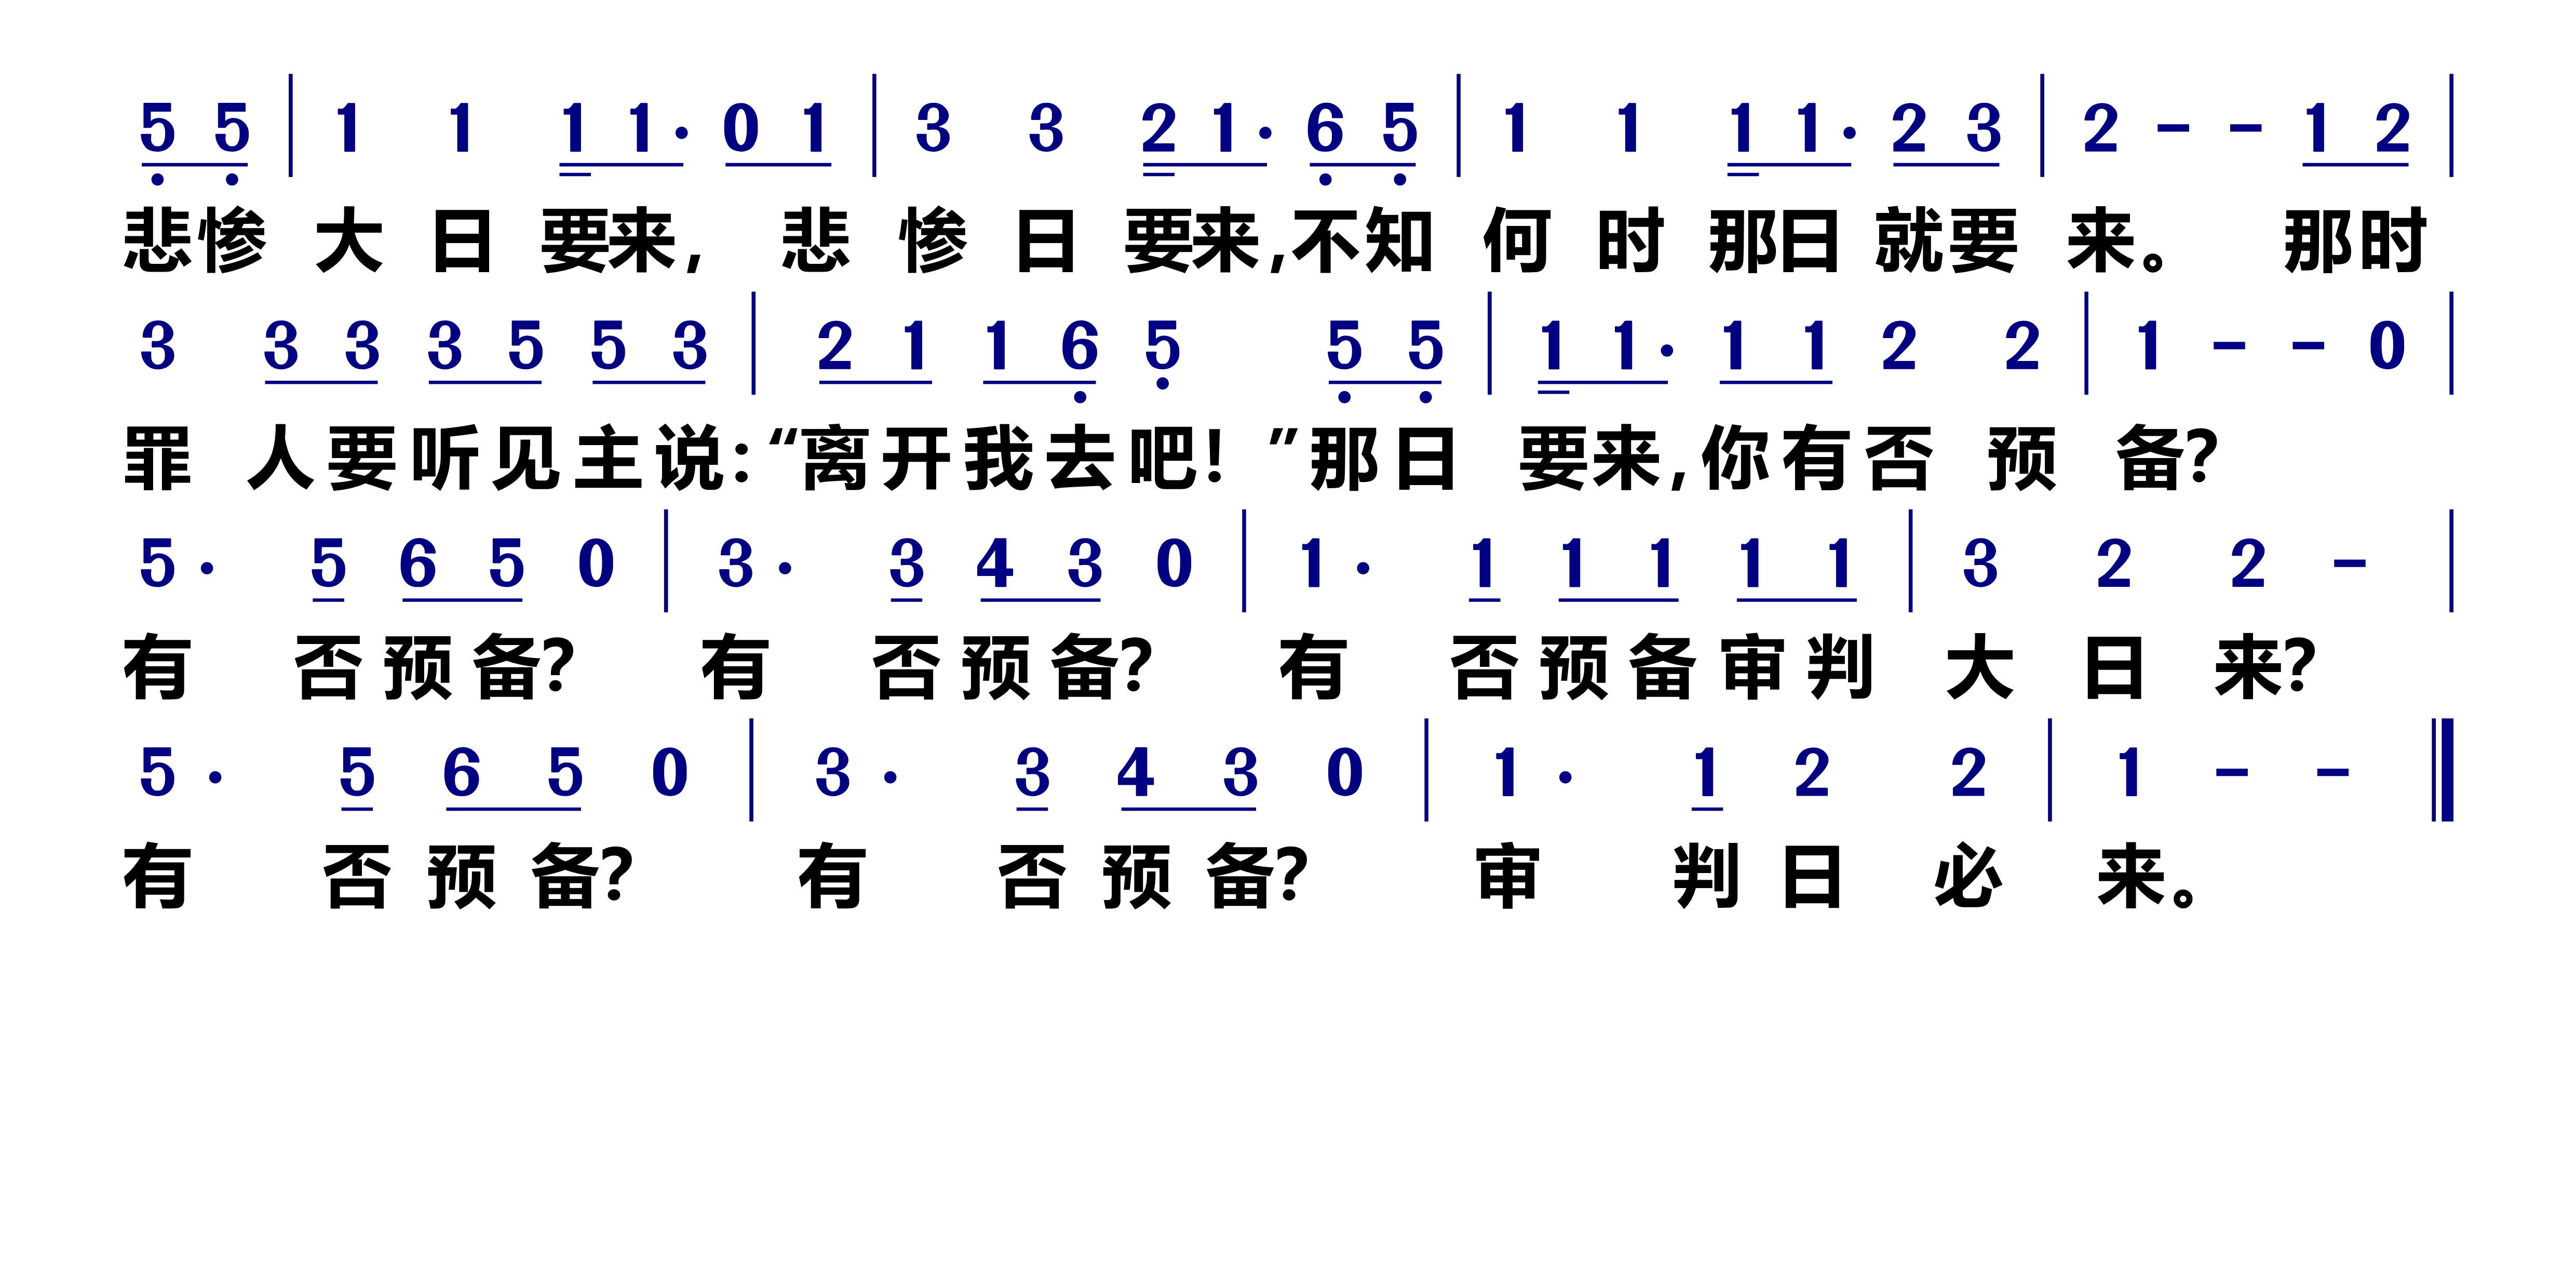 5 5 | 1 1 1 1· 0 1 | 3 3 2 1· 6 5 | 1 1 1 1· 2 3 | 2 – – 1 2 |
悲惨 大 日 要来, 悲 惨 日 要来,不知 何 时 那日 就要 来。 那时
3 3 3 3 5 5 3 | 2 1 1 6 5 5 5 | 1 1· 1 1 2 2 | 1 – – 0 |
罪 人要听见主说:“离开我去吧!”那日 要来,你有否 预 备?
5· 5 6 5 0 | 3· 3 4 3 0 | 1· 1 1 1 1 1 | 3 2 2 – |
有 否预备? 有 否预备? 有 否预备审判 大 日 来?
5· 5 6 5 0 | 3· 3 4 3 0 | 1· 1 2 2 | 1 – – ‖
有 否 预 备? 有 否 预 备? 审 判 日 必 来。